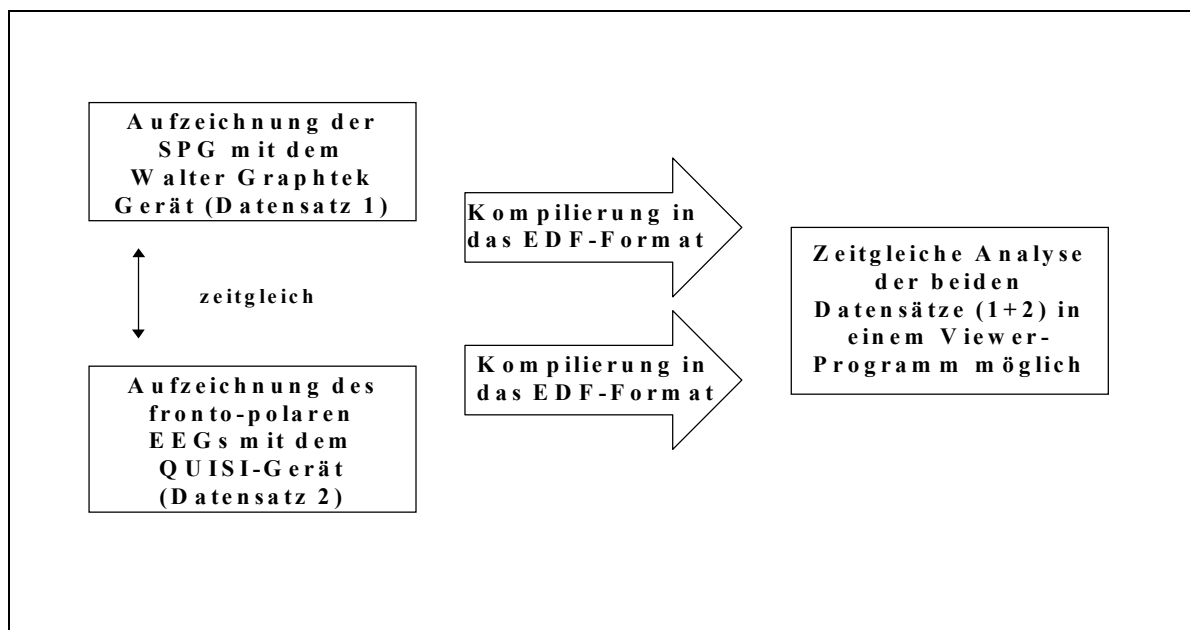 Aufzeichnung der
SPG mit dem
Walter Graphtek
Gerät (Datensatz 1)
zeitgleich
Aufzeichnung des
fronto-polaren
EEGs mit dem
QUISI-Gerät
(Datensatz 2)
Kompilierung in
das EDF-Format
Kompilierung in
das EDF-Format
Zeitgleiche Analyse
der beiden
Datensätze (1+2) in
einem Viewer-
Programm möglich